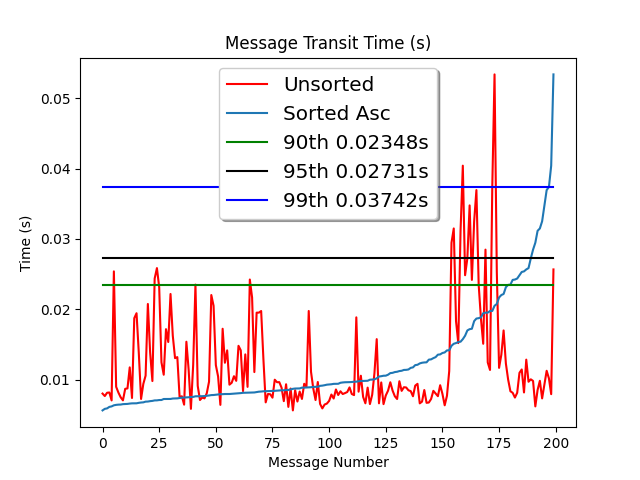 Message Transit Time (s)
Unsorted
Sorted Asc
90th 0.02348s
95th 0.02731s
99th 0.03742s
0.05
0.04
0.03
0.02
0.01
Time (s)
0 25 50 75 100 125 150 175 200
Message Number